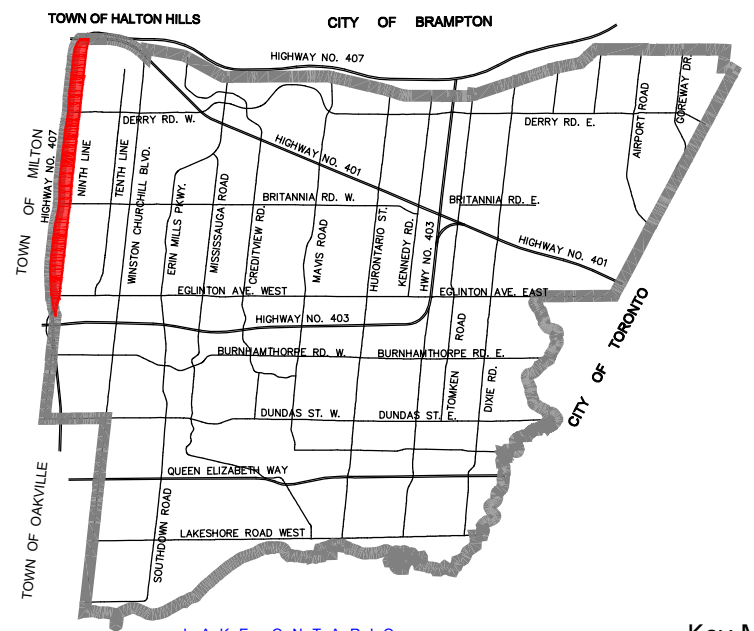 TOWN OF HALTON HILLS
CITY OF BRAMPTON
HIGHWAY NO. 407
DERRY RD. W.
DERRY RD. E.
HIGHWAY NO. 401
AIRPORT ROAD
GOREWAY DR.
TOWN OF MILTON
HIGHWAY NO. 407
NINTH LINE
TENTH LINE
WINSTON CHURCHILL BLVD.
ERIN MILLS PKWY.
MISSISSAUGA ROAD
CREDITVIEW RD.
MAVIS ROAD
HURONTARIO ST.
KENNEDY RD.
HWY NO. 403
BRITANNIA RD. W.
BRITANNIA RD. E.
HIGHWAY NO. 401
EGLINTON AVE. WEST
EGLINTON AVE. EAST
HIGHWAY NO. 403
TOMKEN ROAD
DIXIE RD.
BURNHAMTHORPE RD. W.
BURNHAMTHORPE RD. E.
CITY OF TORONTO
DUNDAS ST. W.
DUNDAS ST. E.
QUEEN ELIZABETH WAY
TOWN OF OAKVILLE
SOUTHDOWN ROAD
LAKESHORE ROAD WEST
LAKE ONTARIO